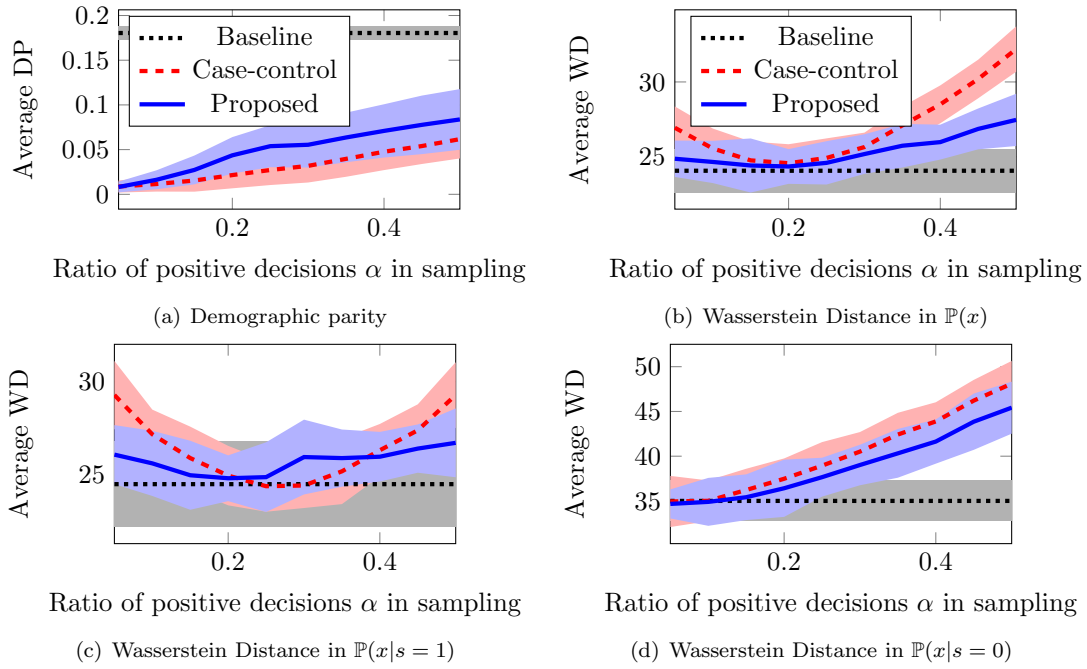 0.2
0.15
0.1
0.05
0
Average DP
Baseline
Case-control
Proposed
0.2
0.4
Ratio of positive decisions α in sampling
(a) Demographic parity
30
25
Average WD
Baseline
Case-control
Proposed
0.2
0.4
Ratio of positive decisions α in sampling
(b) Wasserstein Distance in ℙ(x)
30
25
Average WD
0.2
0.4
Ratio of positive decisions α in sampling
(c) Wasserstein Distance in ℙ(x|s = 1)
50
45
40
35
Average WD
0.2
0.4
Ratio of positive decisions α in sampling
(d) Wasserstein Distance in ℙ(x|s = 0)